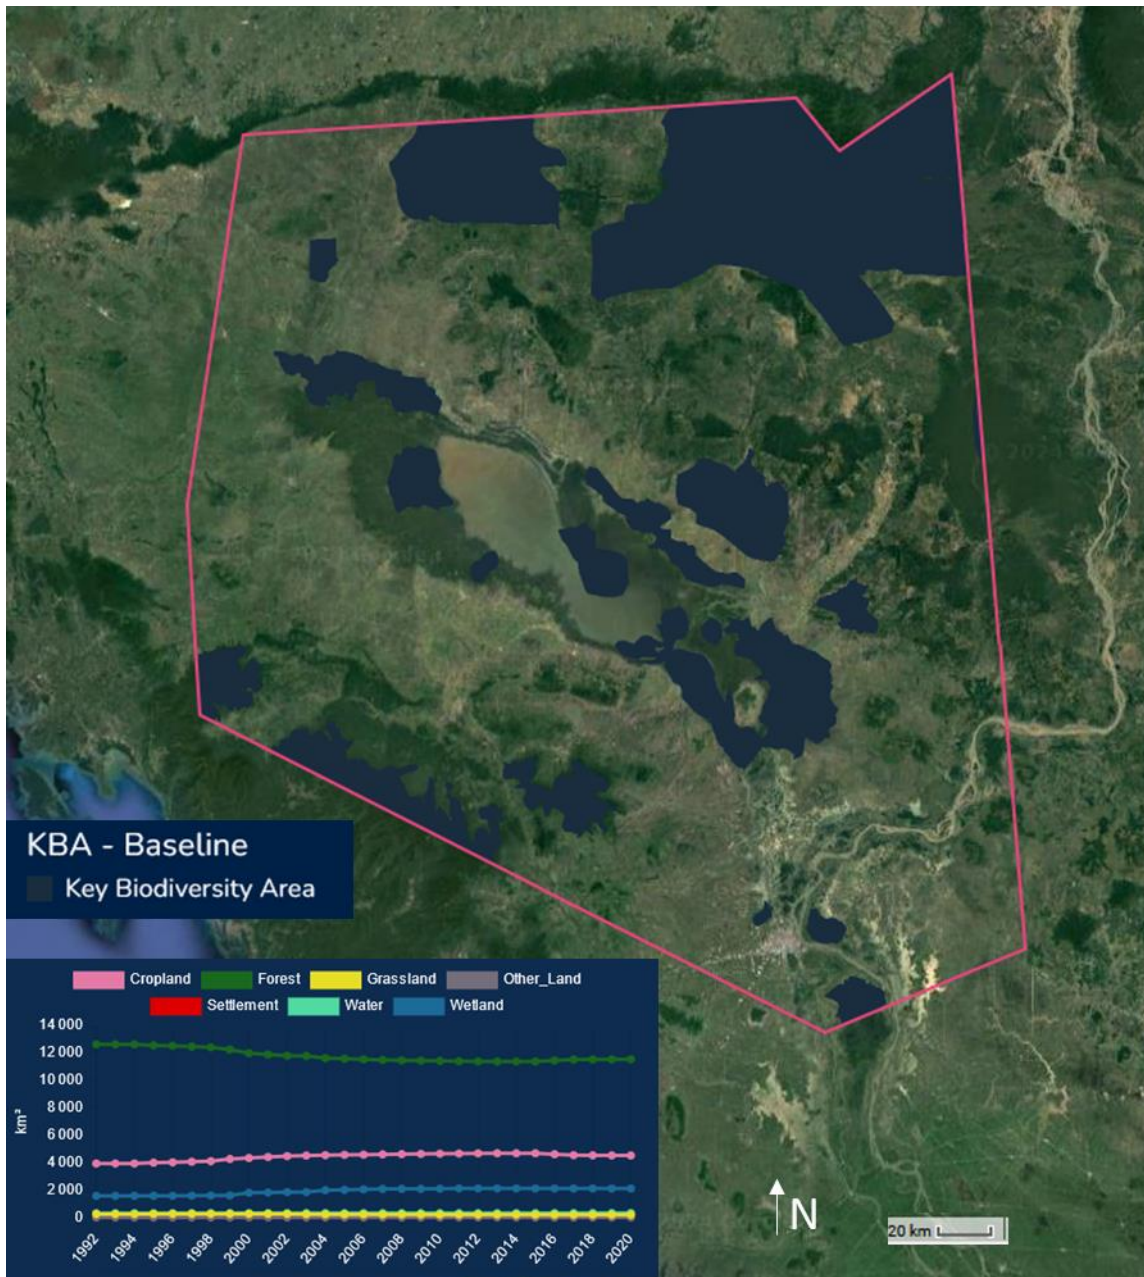 KBA - Baseline
Key Biodiversity Area
Cropland Forest Grassland Other_Land
Settlement Water Wetland
14 000
12 000
10 000
8 000
6 000
4 000
2 000
0
km²
1992 1994 1996 1998 2000 2002 2004 2006 2008 2010 2012 2014 2016 2018 2020
N
20 km